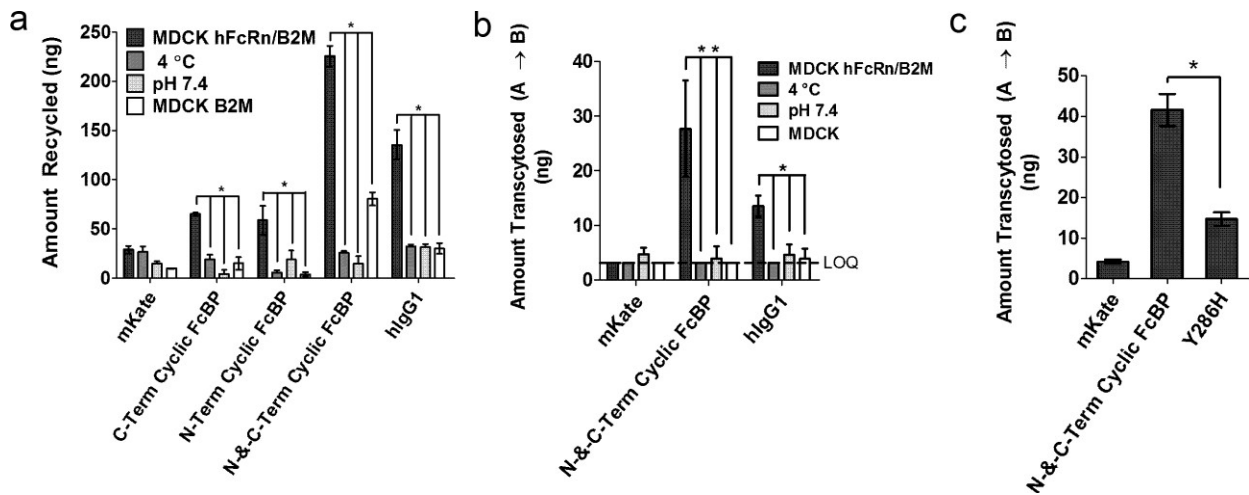 a
Amount Recycled (ng)
250
200
150
100
50
0
MDCK hFcRn/B2M
4 °C
pH 7.4
MDCK B2M
*
*
*
*
mKate
C-Term Cyclic FcBP
N-Term Cyclic FcBP
N-&-C-Term Cyclic FcBP
hIgG1
b
Amount Transcytosed (A → B)
(ng)
40
30
20
10
0
MDCK hFcRn/B2M
4 °C
pH 7.4
MDCK
* *
*
LOQ
mKate
N-&-C-Term Cyclic FcBP
hIgG1
c
Amount Transcytosed (A → B)
(ng)
50
40
30
20
10
0
*
mKate
N-&-C-Term Cyclic FcBP
Y286H